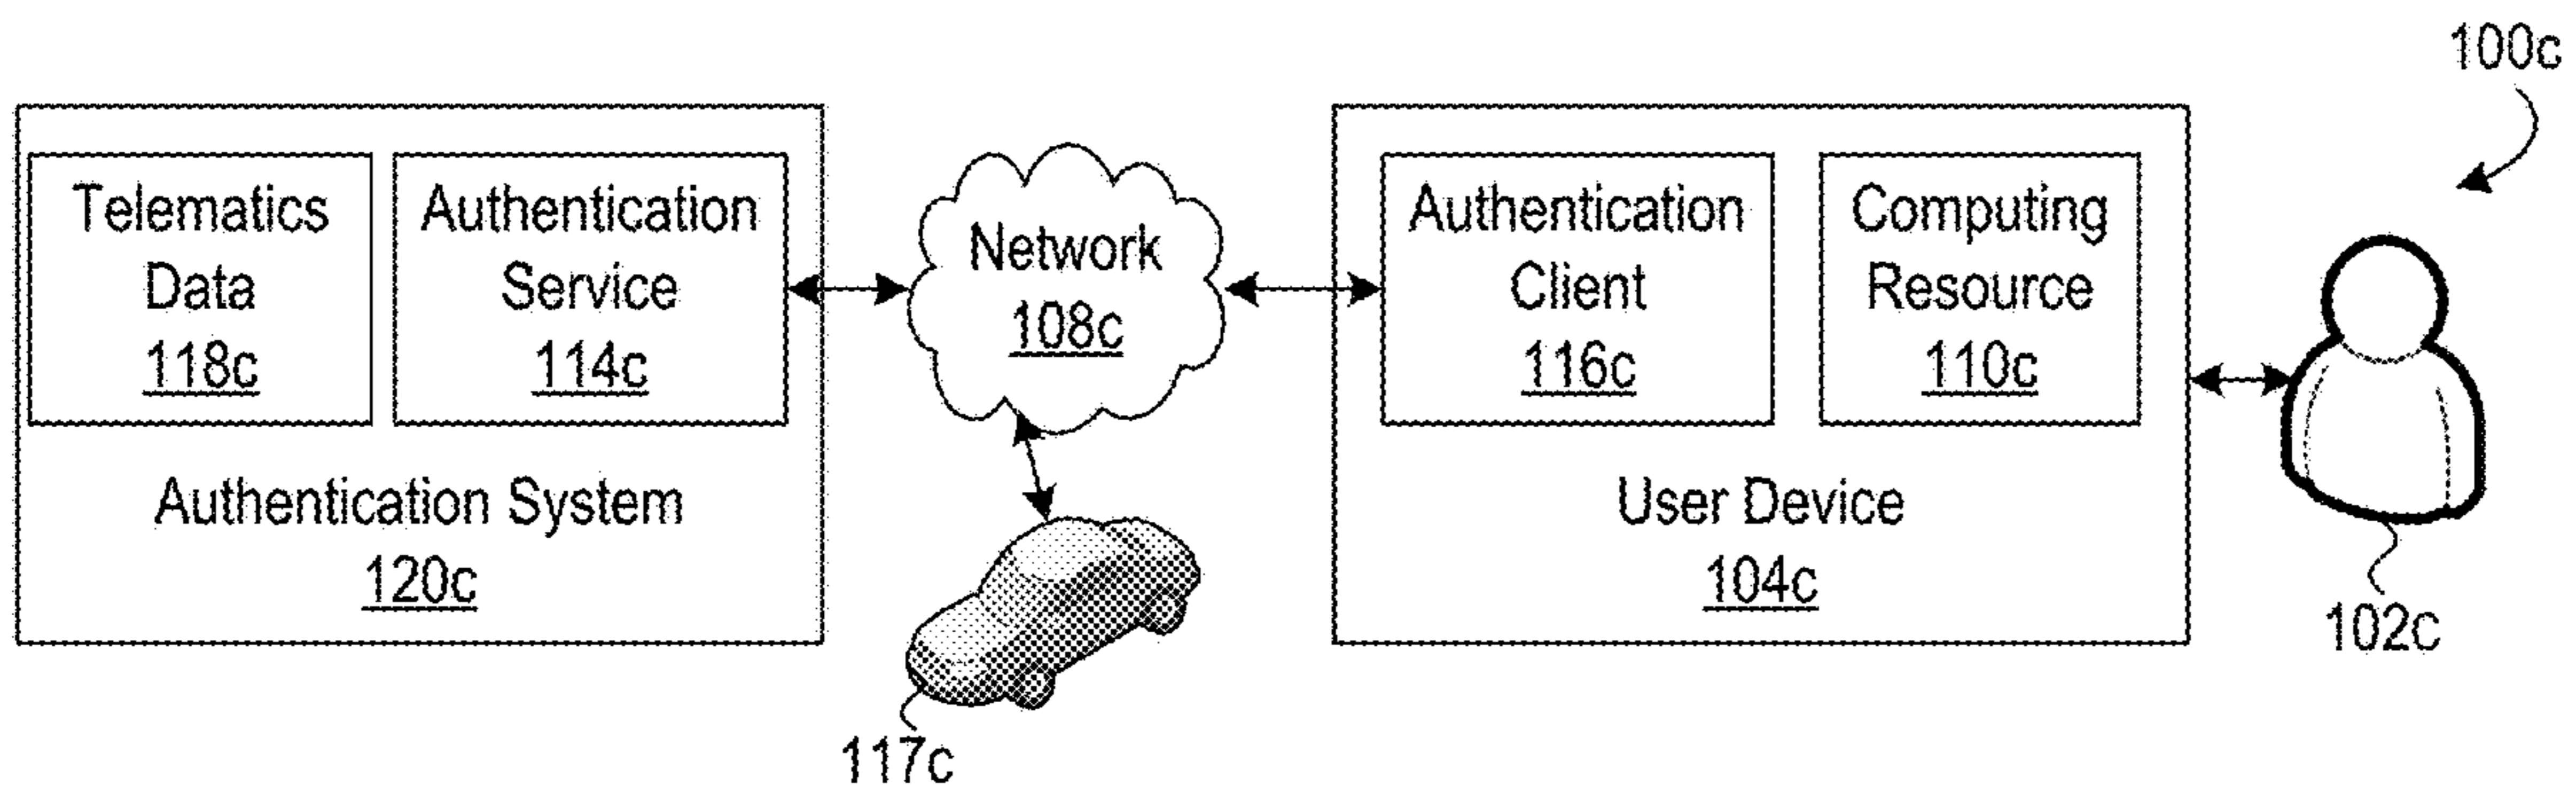 100c
Telematics
Data
118c
Authentication
Service
114c
Authentication System
120c
Network
108c
117c
Authentication
Client
116c
Computing
Resource
110c
User Device
104c
102c